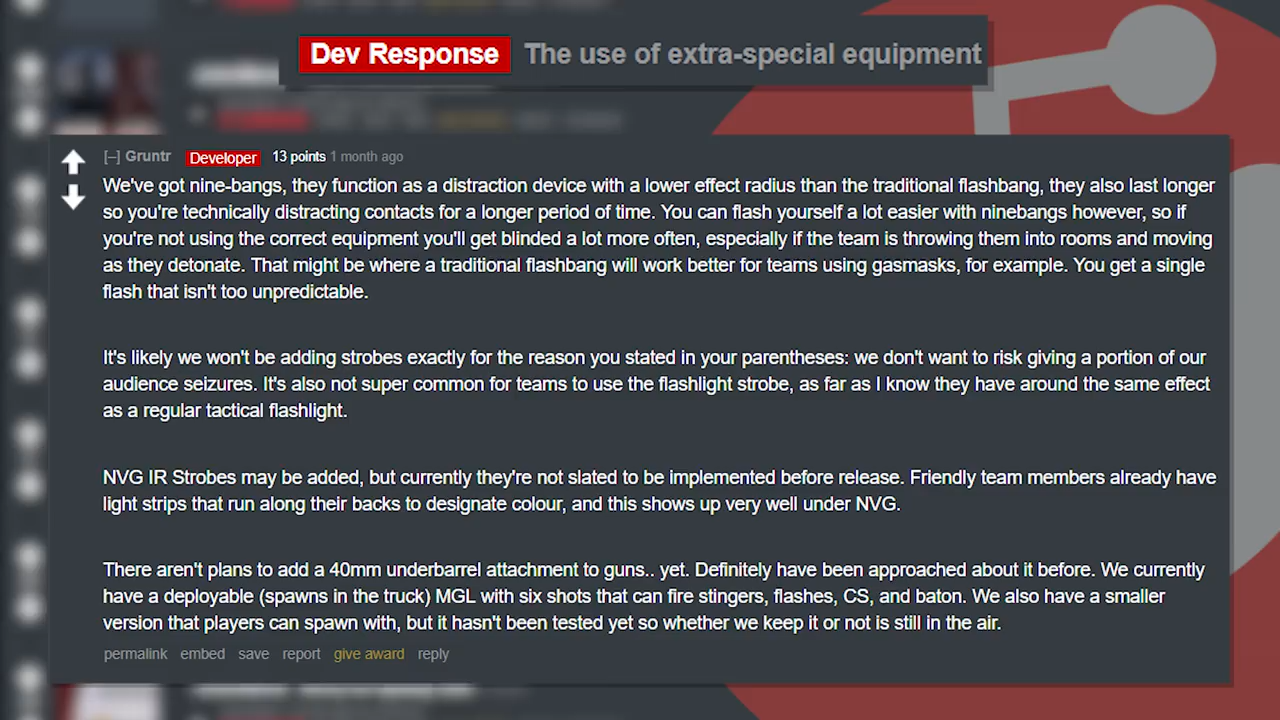 Dev Response The use of extra-special equipment
[–] Gruntr Developer 13 points 1 month ago
We've got nine-bangs, they function as a distraction device with a lower effect radius than the traditional flashbang, they also last longer
so you're technically distracting contacts for a longer period of time. You can flash yourself a lot easier with ninebangs however, so if
you're not using the correct equipment you'll get blinded a lot more often, especially if the team is throwing them into rooms and moving
as they detonate. That might be where a traditional flashbang will work better for teams using gasmasks, for example. You get a single
flash that isn't too unpredictable.
It's likely we won't be adding strobes exactly for the reason you stated in your parentheses: we don't want to risk giving a portion of our
audience seizures. It's also not super common for teams to use the flashlight strobe, as far as I know they have around the same effect
as a regular tactical flashlight.
NVG IR Strobes may be added, but currently they're not slated to be implemented before release. Friendly team members already have
light strips that run along their backs to designate colour, and this shows up very well under NVG.
There aren't plans to add a 40mm underbarrel attachment to guns.. yet. Definitely have been approached about it before. We currently
have a deployable (spawns in the truck) MGL with six shots that can fire stingers, flashes, CS, and baton. We also have a smaller
version that players can spawn with, but it hasn't been tested yet so whether we keep it or not is still in the air.
permalink embed save report give award reply